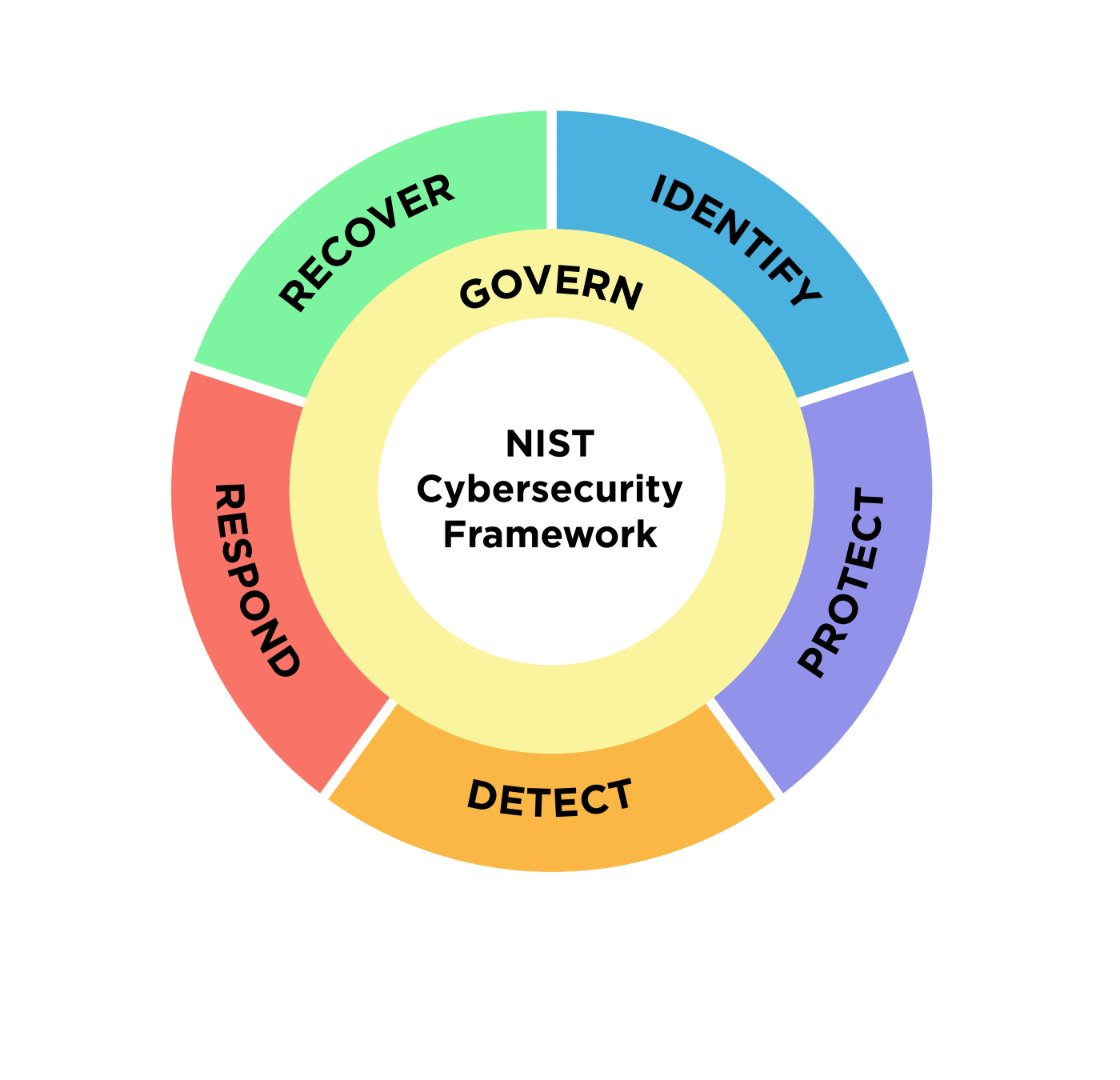 RECOVER
IDENTIFY
GOVERN
NIST
Cybersecurity
Framework
RESPOND
PROTECT
DETECT